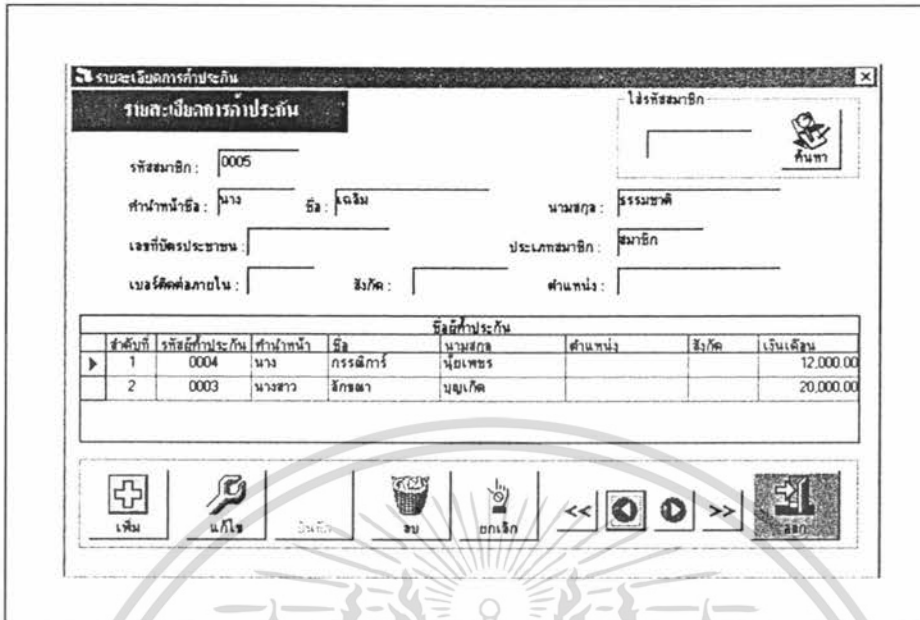 รายละเอียดการค้ำประกัน
รายละเอียดการค้ำประกัน
ใส่รหัสสมาชิก
ค้นหา
รหัสสมาชิก : 0005
คำนำหน้าชื่อ : นาง ชื่อ : เฉลิม นามสกุล : ธรรมชาติ
เลขที่บัตรประชาชน : ประเภทสมาชิก : สมาชิก
เบอร์ติดต่อภายใน : สังกัด : ตำแหน่ง :
ชื่อผู้ค้ำประกัน
ลำดับที่ รหัสผู้ค้ำประกัน คำนำหน้า ชื่อ นามสกุล ตำแหน่ง สังกัด เงินเดือน
1 0004 นาง กรรณิการ์ นุ้ยเพชร 12,000.00
2 0003 นางสาว ลักขณา บุญเกิด 20,000.00
เพิ่ม แก้ไข บันทึก ลบ ยกเลิก << >> ออก